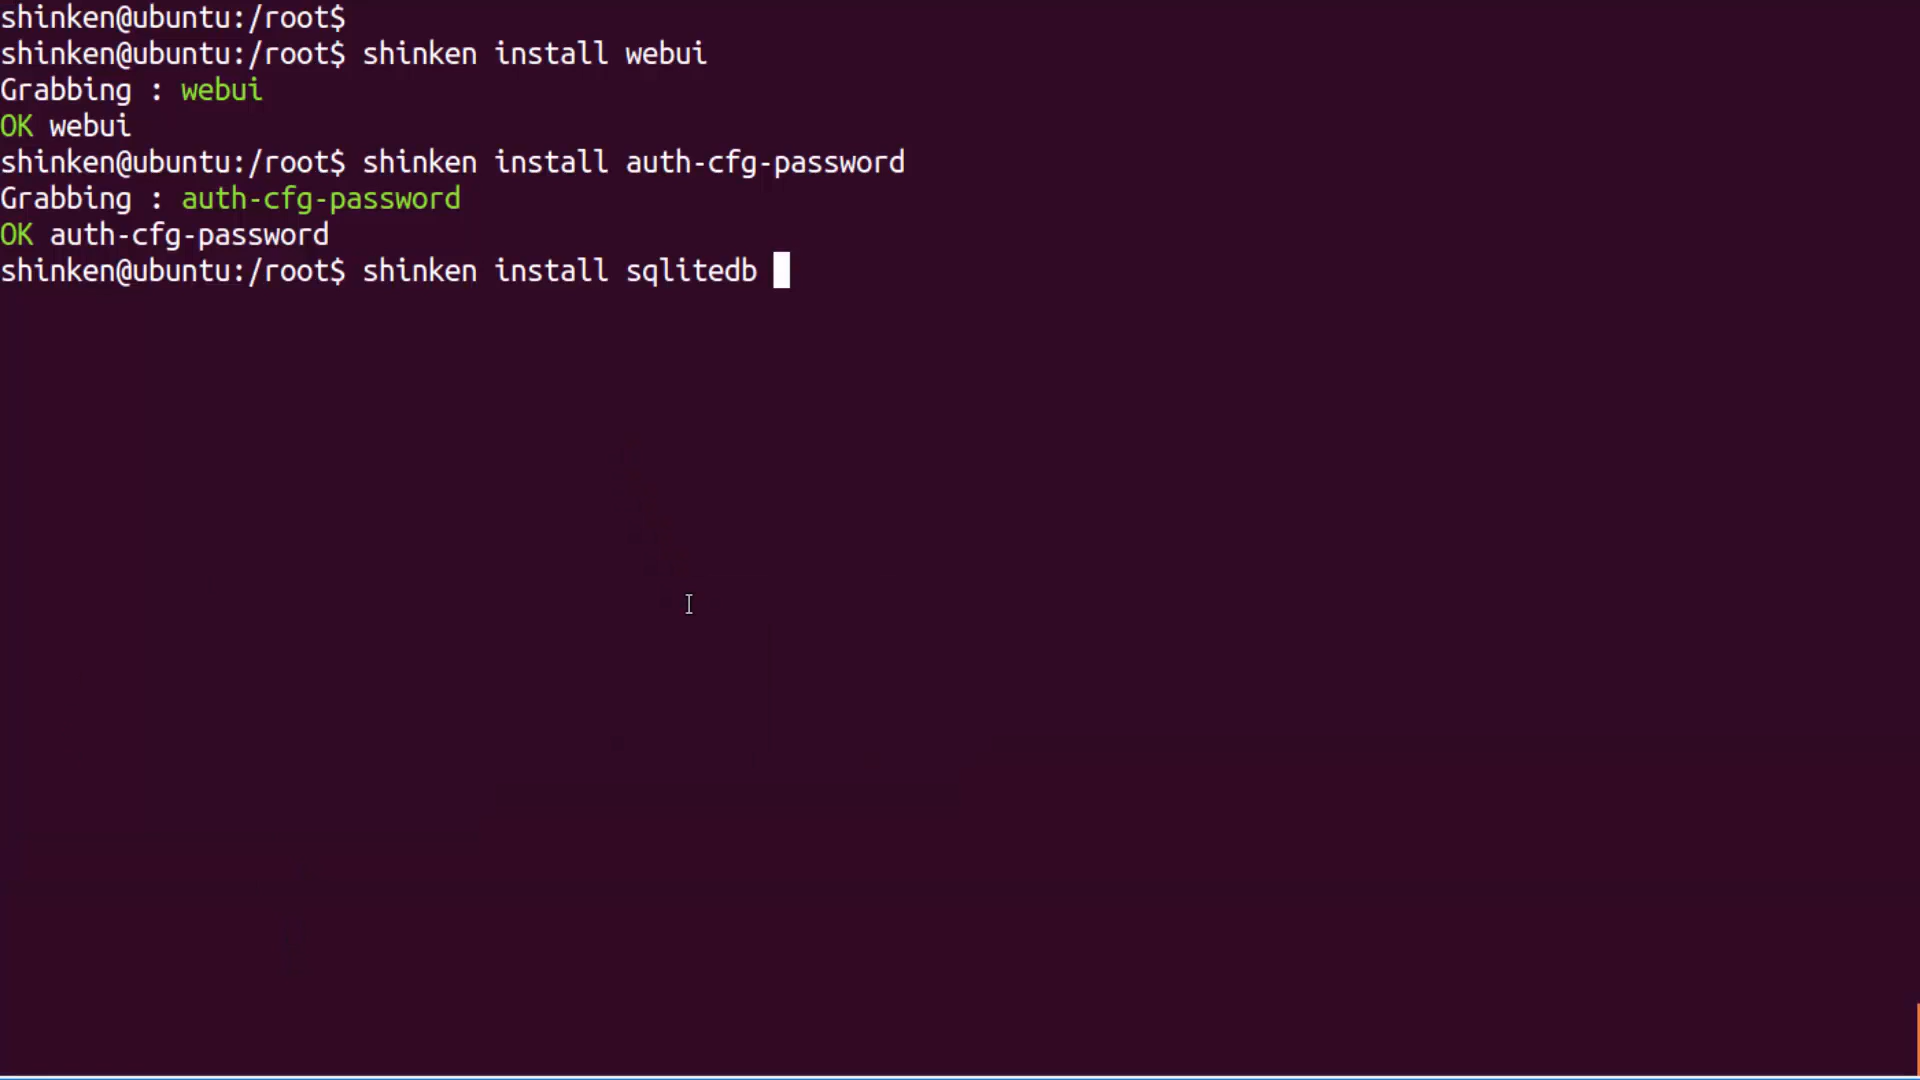 shinken@ubuntu:/root$
shinken@ubuntu:/root$ shinken install webui
Grabbing : webui
OK webui
shinken@ubuntu:/root$ shinken install auth-cfg-password
Grabbing : auth-cfg-password
OK auth-cfg-password
shinken@ubuntu:/root$ shinken install sqlitedb